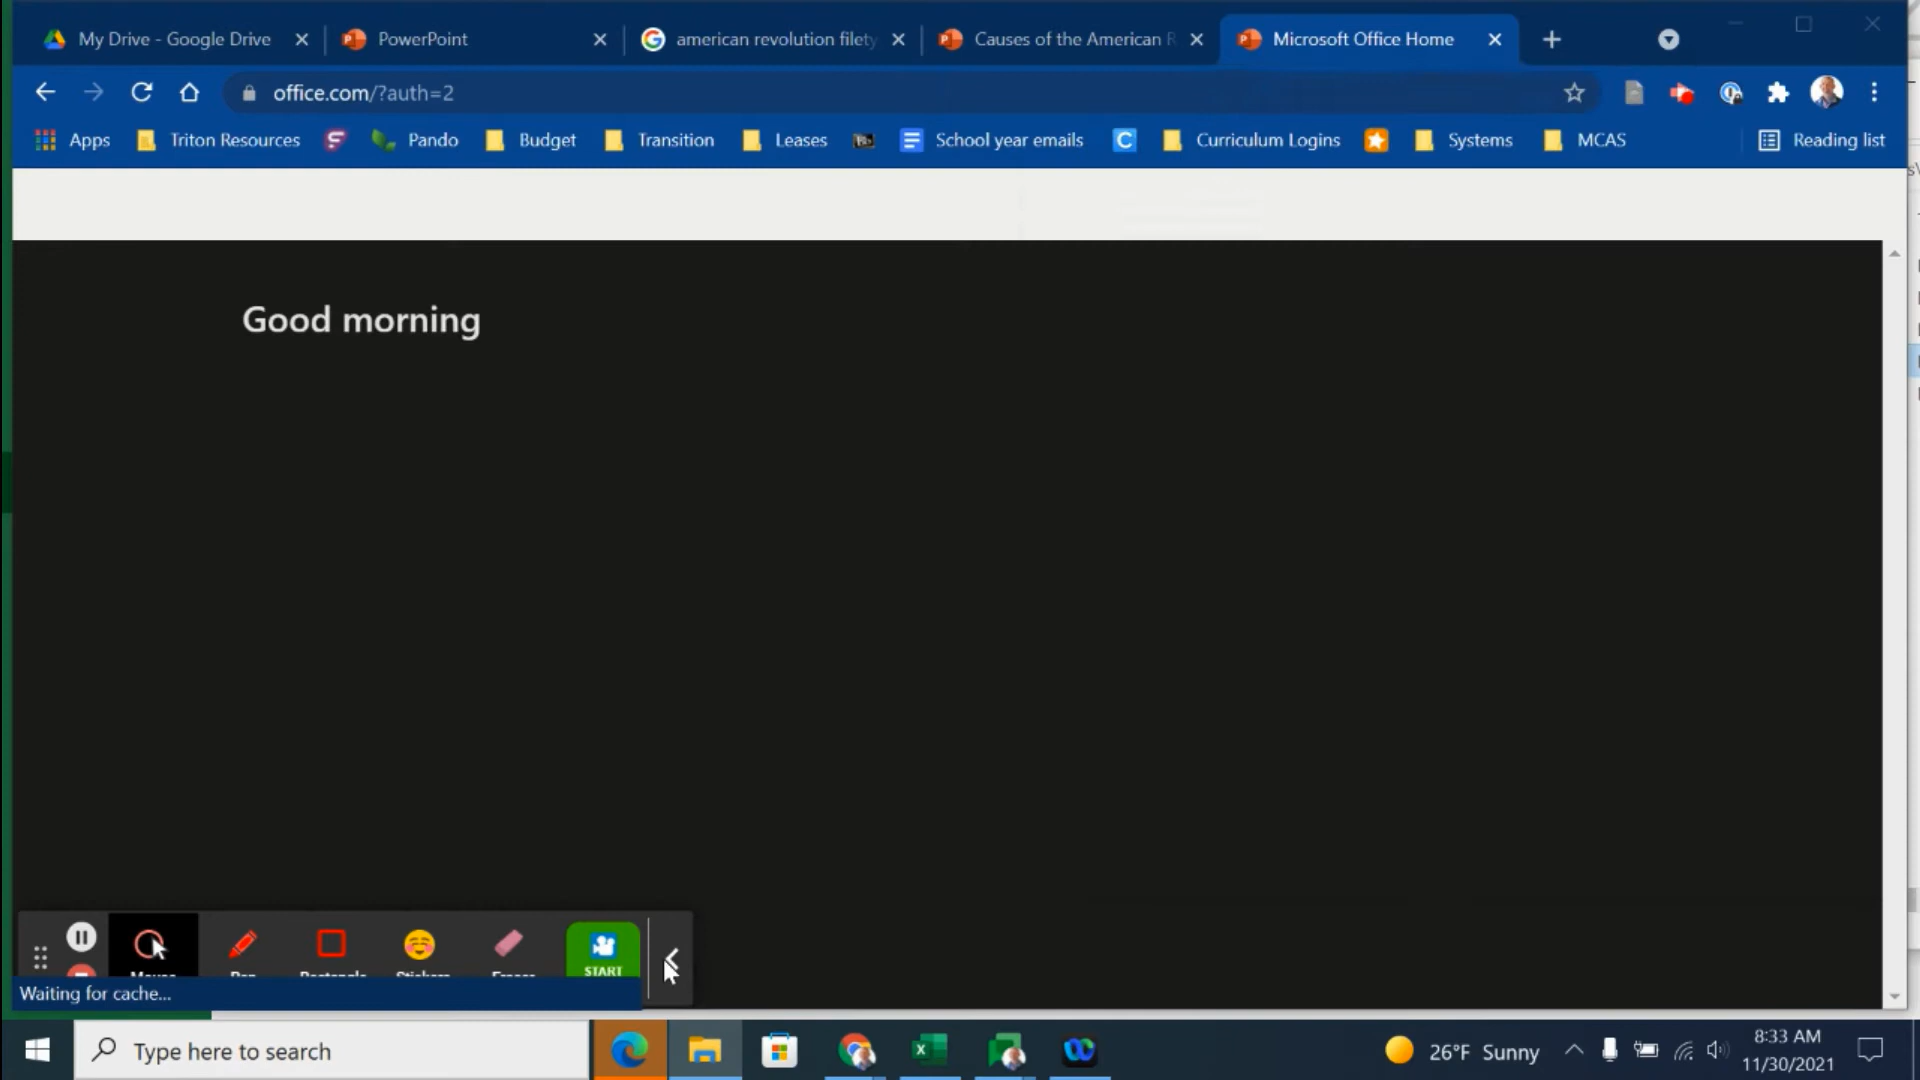 My Drive - Google Drive
PowerPoint
american revolution filety
Causes of the American R
Microsoft Office Home
office.com/?auth=2
Apps
Triton Resources
Pando
Budget
Transition
Leases
School year emails
C
Curriculum Logins
Systems
MCAS
Reading list
Good morning
START
Waiting for cache...
Type here to search
26°F Sunny
8:33 AM
11/30/2021